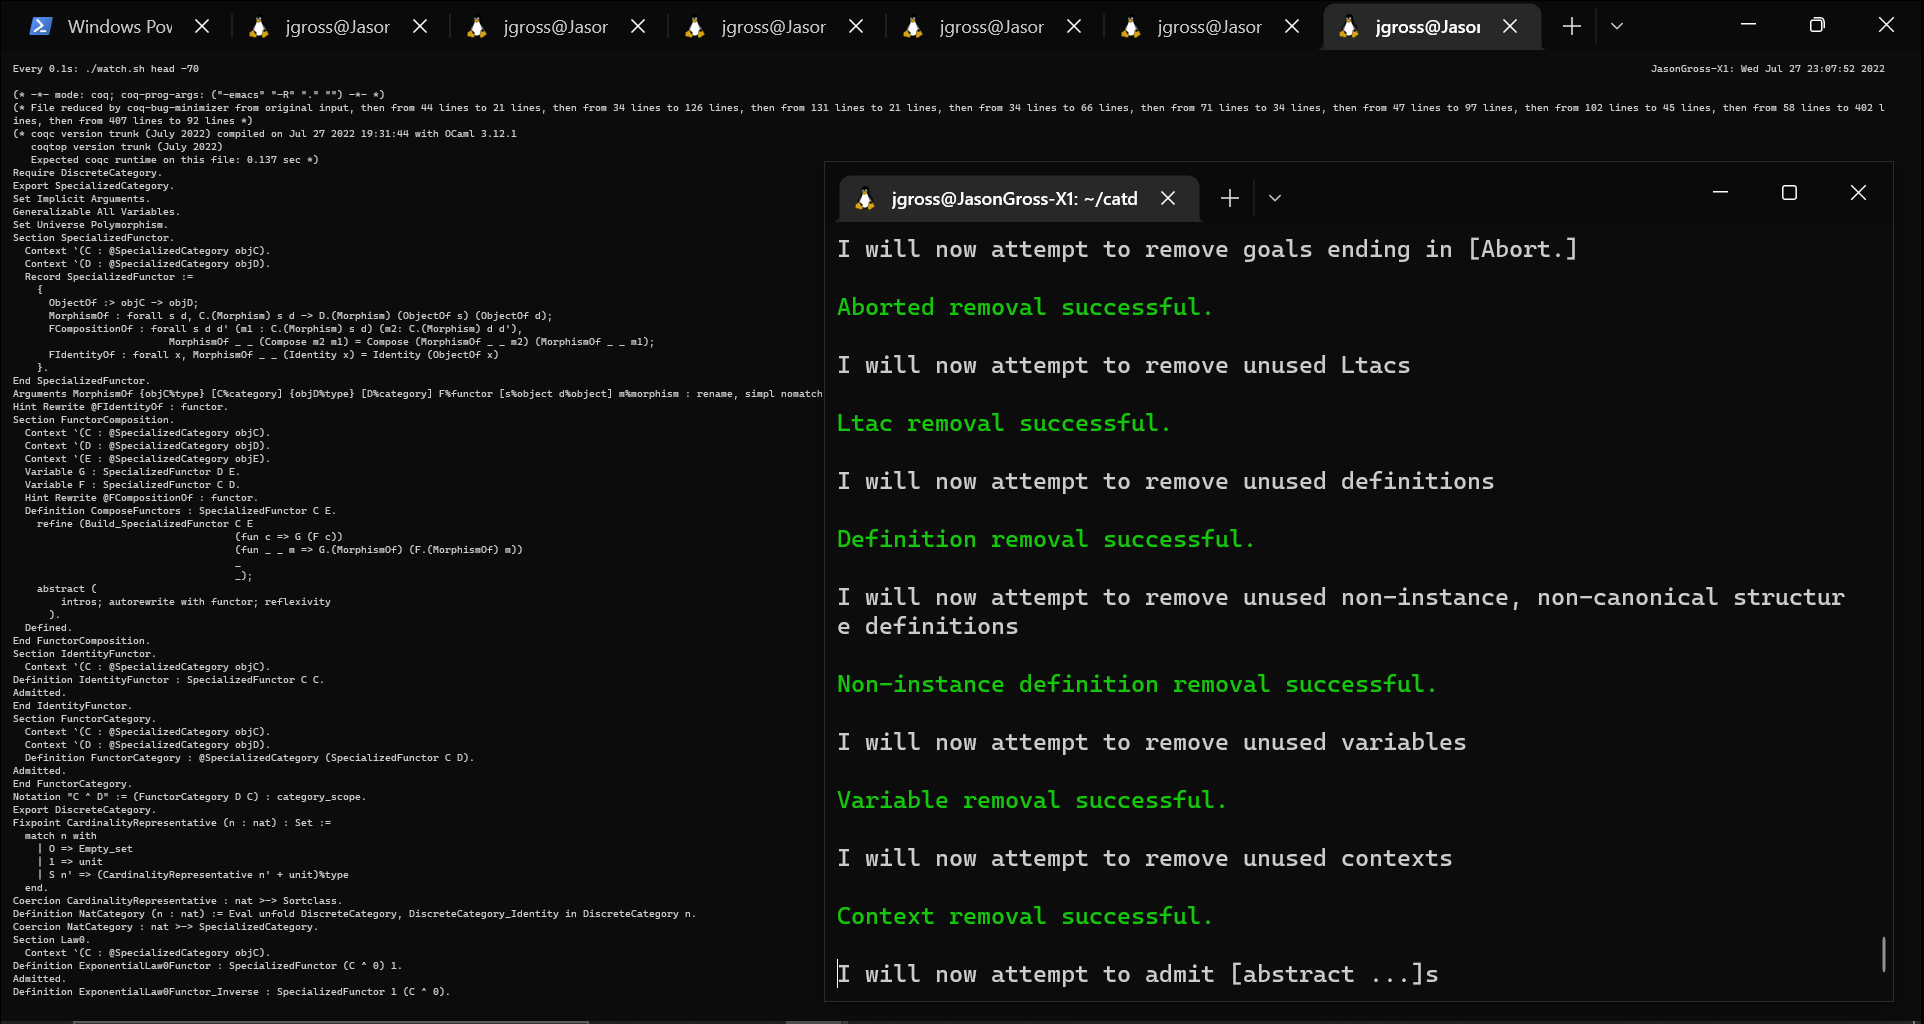 Windows Pov
jgross@Jasor
jgross@Jasor
jgross@Jasor
jgross@Jasor
jgross@Jasor
jgross@Jasor
Every 0.1s: ./watch.sh head -70
JasonGross-X1: Wed Jul 27 23:07:52 2022
(* -*- mode: coq; coq-prog-args: ("-emacs" "-R" "." "") -*- *)
(* File reduced by coq-bug-minimizer from original input, then from 44 lines to 21 lines, then from 34 lines to 126 lines, then from 131 lines to 21 lines, then from 34 lines to 66 lines, then from 71 lines to 34 lines, then from 47 lines to 97 lines, then from 102 lines to 45 lines, then from 58 lines to 402 l
ines, then from 407 lines to 92 lines *)
(* coqc version trunk (July 2022) compiled on Jul 27 2022 19:31:44 with OCaml 3.12.1
   coqtop version trunk (July 2022)
   Expected coqc runtime on this file: 0.137 sec *)
Require DiscreteCategory.
Export SpecializedCategory.
Set Implicit Arguments.
Generalizable All Variables.
Set Universe Polymorphism.
Section SpecializedFunctor.
  Context `(C : @SpecializedCategory objC).
  Context `(D : @SpecializedCategory objD).
  Record SpecializedFunctor :=
    {
      ObjectOf :> objC -> objD;
      MorphismOf : forall s d, C.(Morphism) s d -> D.(Morphism) (ObjectOf s) (ObjectOf d);
      FCompositionOf : forall s d d' (m1 : C.(Morphism) s d) (m2: C.(Morphism) d d'),
                          MorphismOf _ _ (Compose m2 m1) = Compose (MorphismOf _ _ m2) (MorphismOf _ _ m1);
      FIdentityOf : forall x, MorphismOf _ _ (Identity x) = Identity (ObjectOf x)
    }.
End SpecializedFunctor.
Arguments MorphismOf {objC%type} [C%category] {objD%type} [D%category] F%functor [s%object d%object] m%morphism : rename, simpl nomatch
Hint Rewrite @FIdentityOf : functor.
Section FunctorComposition.
  Context `(C : @SpecializedCategory objC).
  Context `(D : @SpecializedCategory objD).
  Context `(E : @SpecializedCategory objE).
  Variable G : SpecializedFunctor D E.
  Variable F : SpecializedFunctor C D.
  Hint Rewrite @FCompositionOf : functor.
  Definition ComposeFunctors : SpecializedFunctor C E.
    refine (Build_SpecializedFunctor C E
                                     (fun c => G (F c))
                                     (fun _ _ m => G.(MorphismOf) (F.(MorphismOf) m))
                                     _
                                     _);
    abstract (
        intros; autorewrite with functor; reflexivity
      ).
  Defined.
End FunctorComposition.
Section IdentityFunctor.
  Context `(C : @SpecializedCategory objC).
Definition IdentityFunctor : SpecializedFunctor C C.
Admitted.
End IdentityFunctor.
Section FunctorCategory.
  Context `(C : @SpecializedCategory objC).
  Context `(D : @SpecializedCategory objD).
  Definition FunctorCategory : @SpecializedCategory (SpecializedFunctor C D).
Admitted.
End FunctorCategory.
Notation "C ^ D" := (FunctorCategory D C) : category_scope.
Export DiscreteCategory.
Fixpoint CardinalityRepresentative (n : nat) : Set :=
  match n with
    | O => Empty_set
    | 1 => unit
    | S n' => (CardinalityRepresentative n' + unit)%type
  end.
Coercion CardinalityRepresentative : nat >-> Sortclass.
Definition NatCategory (n : nat) := Eval unfold DiscreteCategory, DiscreteCategory_Identity in DiscreteCategory n.
Coercion NatCategory : nat >-> SpecializedCategory.
Section Law0.
  Context `(C : @SpecializedCategory objC).
Definition ExponentialLaw0Functor : SpecializedFunctor (C ^ 0) 1.
Admitted.
Definition ExponentialLaw0Functor_Inverse : SpecializedFunctor 1 (C ^ 0).
jgross@JasonGross-X1: ~/catd
I will now attempt to remove goals ending in [Abort.]
Aborted removal successful.
I will now attempt to remove unused Ltacs
Ltac removal successful.
I will now attempt to remove unused definitions
Definition removal successful.
I will now attempt to remove unused non-instance, non-canonical structur
e definitions
Non-instance definition removal successful.
I will now attempt to remove unused variables
Variable removal successful.
I will now attempt to remove unused contexts
Context removal successful.
I will now attempt to admit [abstract ...]s